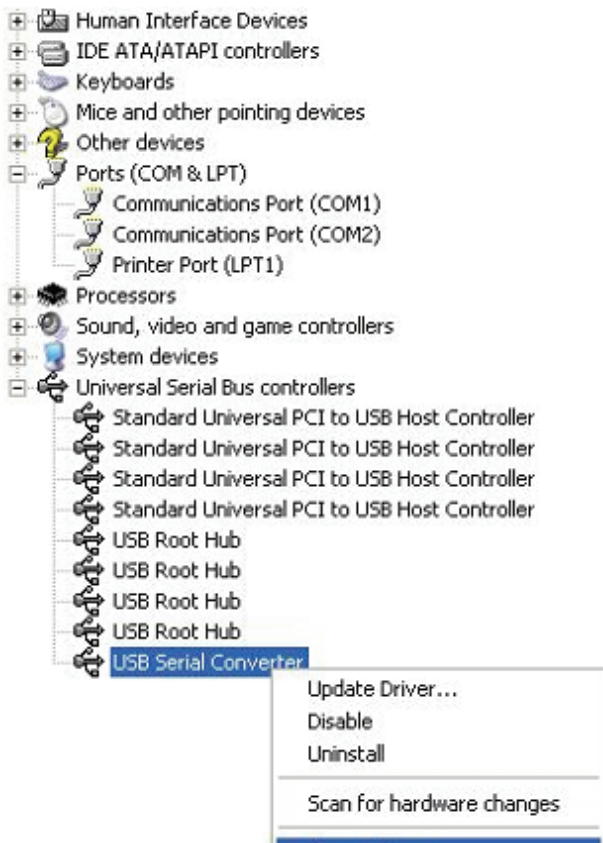 Human Interface Devices
IDE ATA/ATAPI controllers
Keyboards
Mice and other pointing devices
Other devices
Ports (COM & LPT)
Communications Port (COM1)
Communications Port (COM2)
Printer Port (LPT1)
Processors
Sound, video and game controllers
System devices
Universal Serial Bus controllers
Standard Universal PCI to USB Host Controller
Standard Universal PCI to USB Host Controller
Standard Universal PCI to USB Host Controller
Standard Universal PCI to USB Host Controller
USB Root Hub
USB Root Hub
USB Root Hub
USB Root Hub
USB Serial Converter
Update Driver...
Disable
Uninstall
Scan for hardware changes